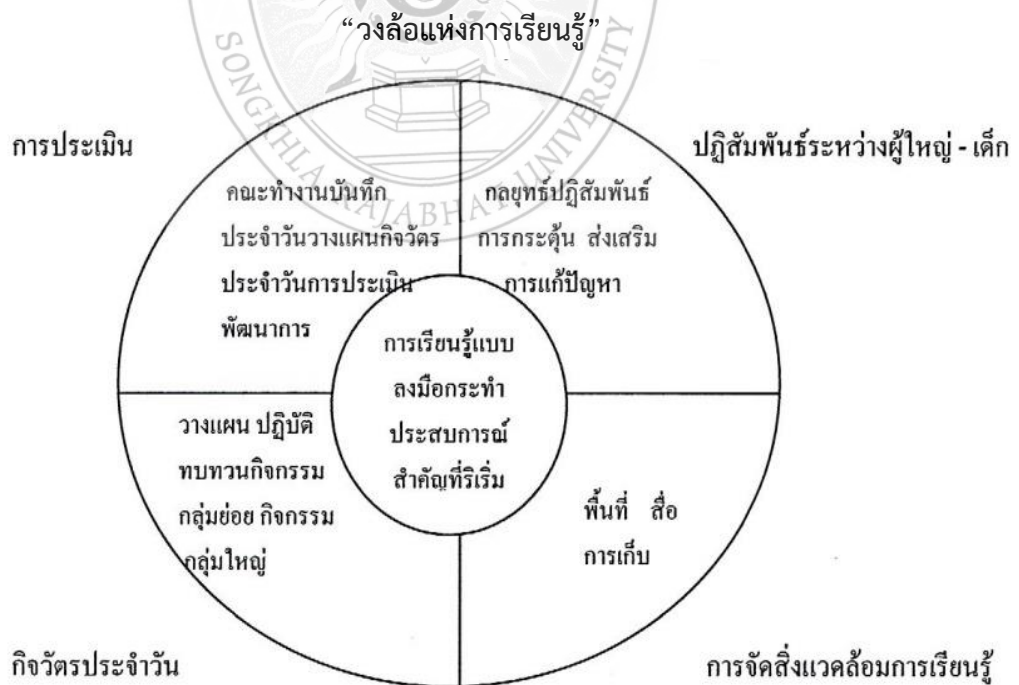 “วงล้อแห่งการเรียนรู้”
SONGKHLA RAJABHAT UNIVERSITY
การประเมิน
ปฏิสัมพันธ์ระหว่างผู้ใหญ่ - เด็ก
คณะทำงานบันทึก
ประจำวันวางแผนกิจวัตร
ประจำวันการประเมิน
พัฒนาการ
กลยุทธ์ปฏิสัมพันธ์
การกระตุ้น ส่งเสริม
การแก้ปัญหา
การเรียนรู้แบบ
ลงมือกระทำ
ประสบการณ์
สำคัญที่ริเริ่ม
วางแผน ปฏิบัติ
ทบทวนกิจกรรม
กลุ่มย่อย กิจกรรม
กลุ่มใหญ่
พื้นที่ สื่อ
การเก็บ
กิจวัตรประจำวัน
การจัดสิ่งแวดล้อมการเรียนรู้